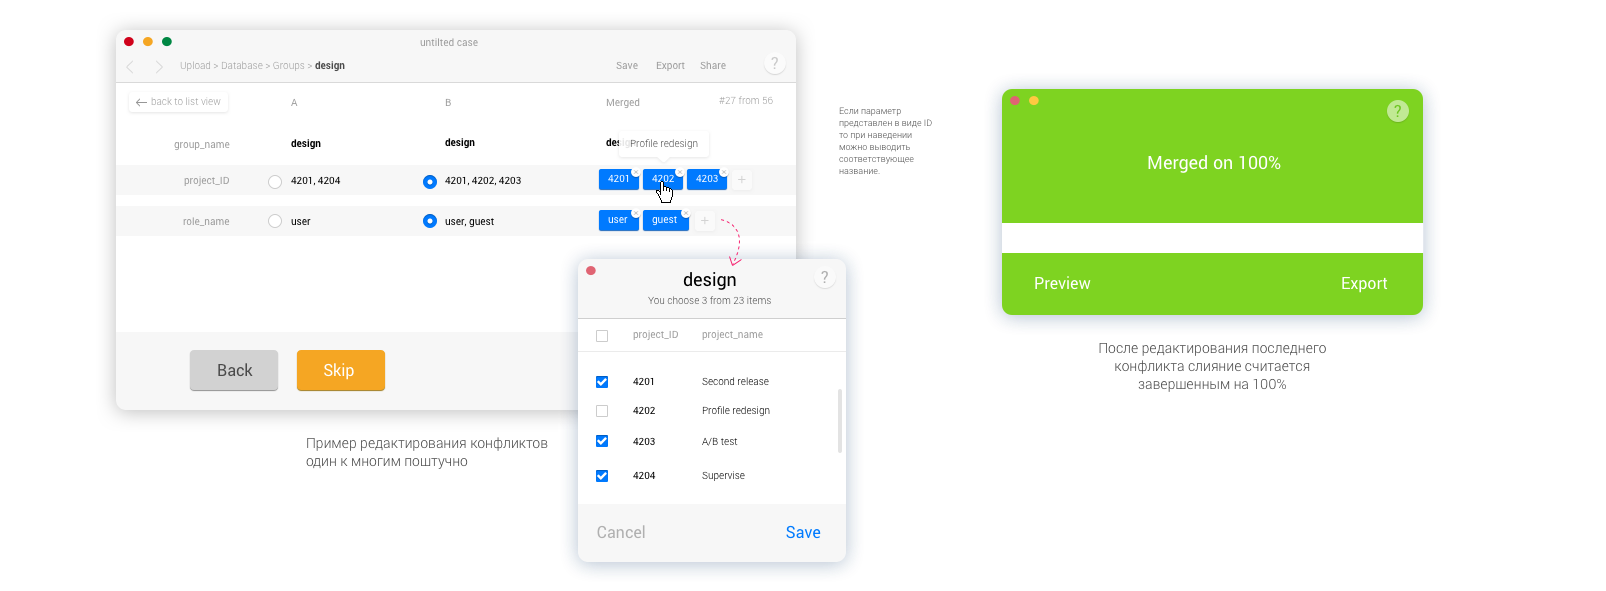 untilted case
Upload > Database > Groups > design
Save Export Share ?
back to list view A B Merged #27 from 56
group_name design design
Profile redesign
project_ID 4201, 4204 4201, 4202, 4203 4201 4202 4203 +
role_name user user, guest user guest +
Back Skip
Пример редактирования конфликтов
один к многим поштучно
design ?
You choose 3 from 23 items
project_ID project_name
4201 Second release
4202 Profile redesign
4203 A/B test
4204 Supervise
Cancel Save
Если параметр
представлен в виде ID
то при наведении
можно выводить
соответствующее
название.
?
Merged on 100%
Preview Export
После редактирования последнего
конфликта слияние считается
завершенным на 100%